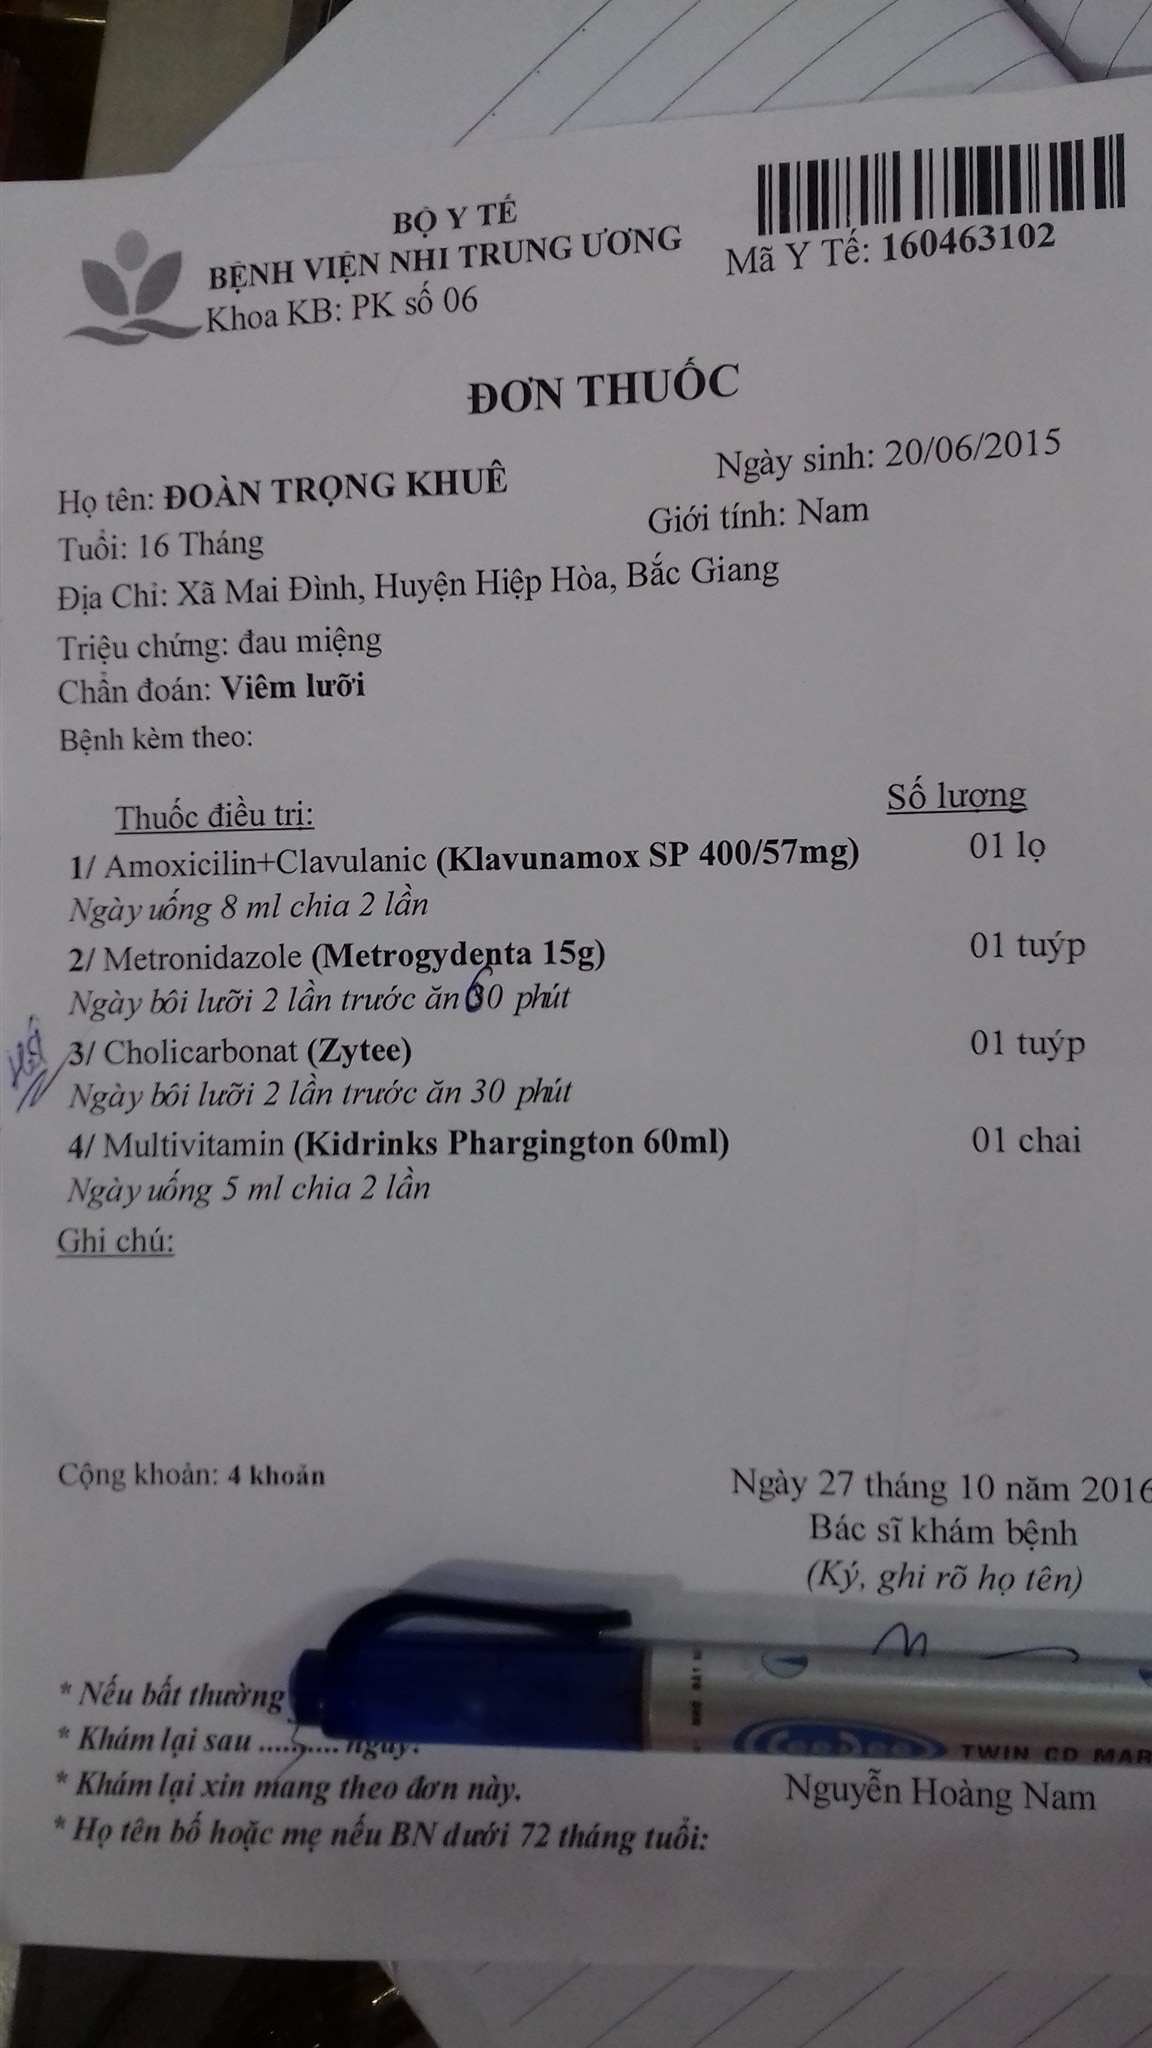 BỘ Y TẾ
BỆNH VIỆN NHI TRUNG ƯƠNG
Khoa KB: PK số 06
Mã Y Tế: 160463102
ĐƠN THUỐC
Họ tên: ĐOÀN TRỌNG KHUÊ
Ngày sinh: 20/06/2015
Tuổi: 16 Tháng
Giới tính: Nam
Địa Chỉ: Xã Mai Đình, Huyện Hiệp Hòa, Bắc Giang
Triệu chứng: đau miệng
Chẩn đoán: Viêm lưỡi
Bệnh kèm theo:
Thuốc điều trị: Số lượng
1/ Amoxicilin+Clavulanic (Klavunamox SP 400/57mg) 01 lọ
Ngày uống 8 ml chia 2 lần
2/ Metronidazole (Metrogydenta 15g) 01 tuýp
Ngày bôi lưỡi 2 lần trước ăn 60 phút
Hết
3/ Cholicarbonat (Zytee) 01 tuýp
Ngày bôi lưỡi 2 lần trước ăn 30 phút
4/ Multivitamin (Kidrinks Phargington 60ml) 01 chai
Ngày uống 5 ml chia 2 lần
Ghi chú:
Cộng khoản: 4 khoản
Ngày 27 tháng 10 năm 2016
Bác sĩ khám bệnh
(Ký, ghi rõ họ tên)
* Nếu bất thường
* Khám lại sau ......... ngày.
TWIN CD MAR
* Khám lại xin mang theo đơn này.
Nguyễn Hoàng Nam
* Họ tên bố hoặc mẹ nếu BN dưới 72 tháng tuổi: